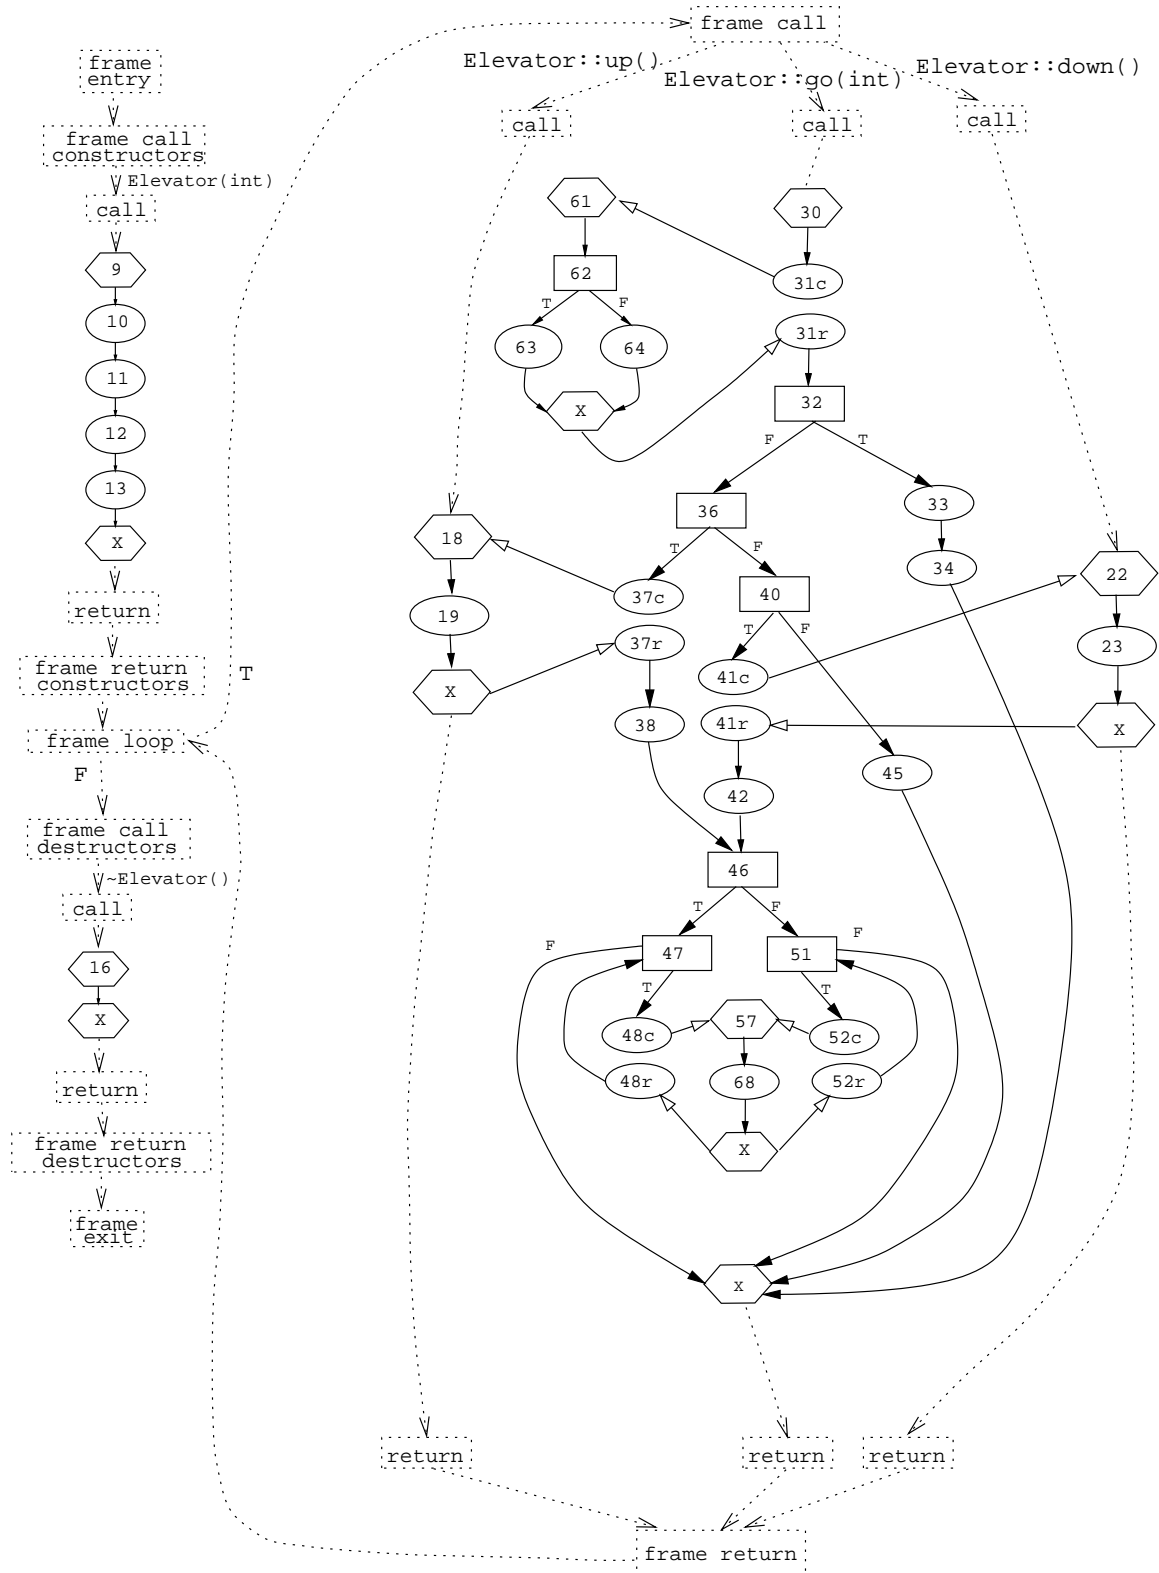 frame call
Elevator::up()
Elevator::go(int)
Elevator::down()
frame
entry
call
call
call
frame call
constructors
Elevator(int)
call
9
10
11
12
13
X
return
frame return
constructors
T
frame loop
F
frame call
destructors
~Elevator()
call
16
X
return
frame return
destructors
frame
exit
61
30
62
31c
T
F
63
64
31r
X
32
F
T
36
33
18
T
F
34
37c
40
22
19
37r
T
F
23
41c
X
38
41r
X
45
42
46
T
F
F
47
51
F
T
T
48c
57
52c
48r
68
52r
X
X
return
return
return
frame return